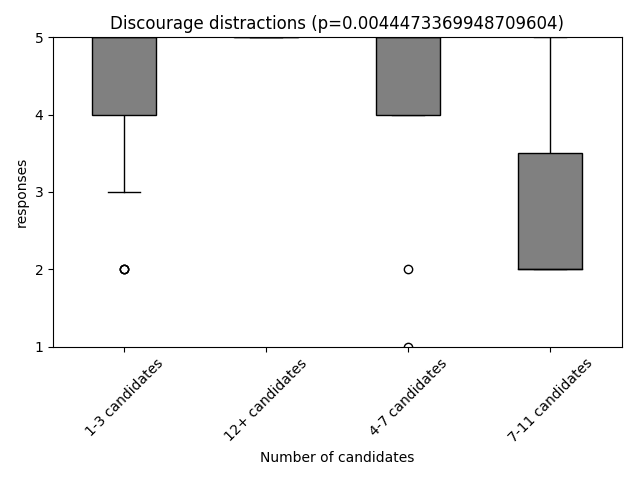 Discourage distractions (p=0.0044473369948709604)
responses
5
4
3
2
1
1-3 candidates
12+ candidates
4-7 candidates
7-11 candidates
Number of candidates